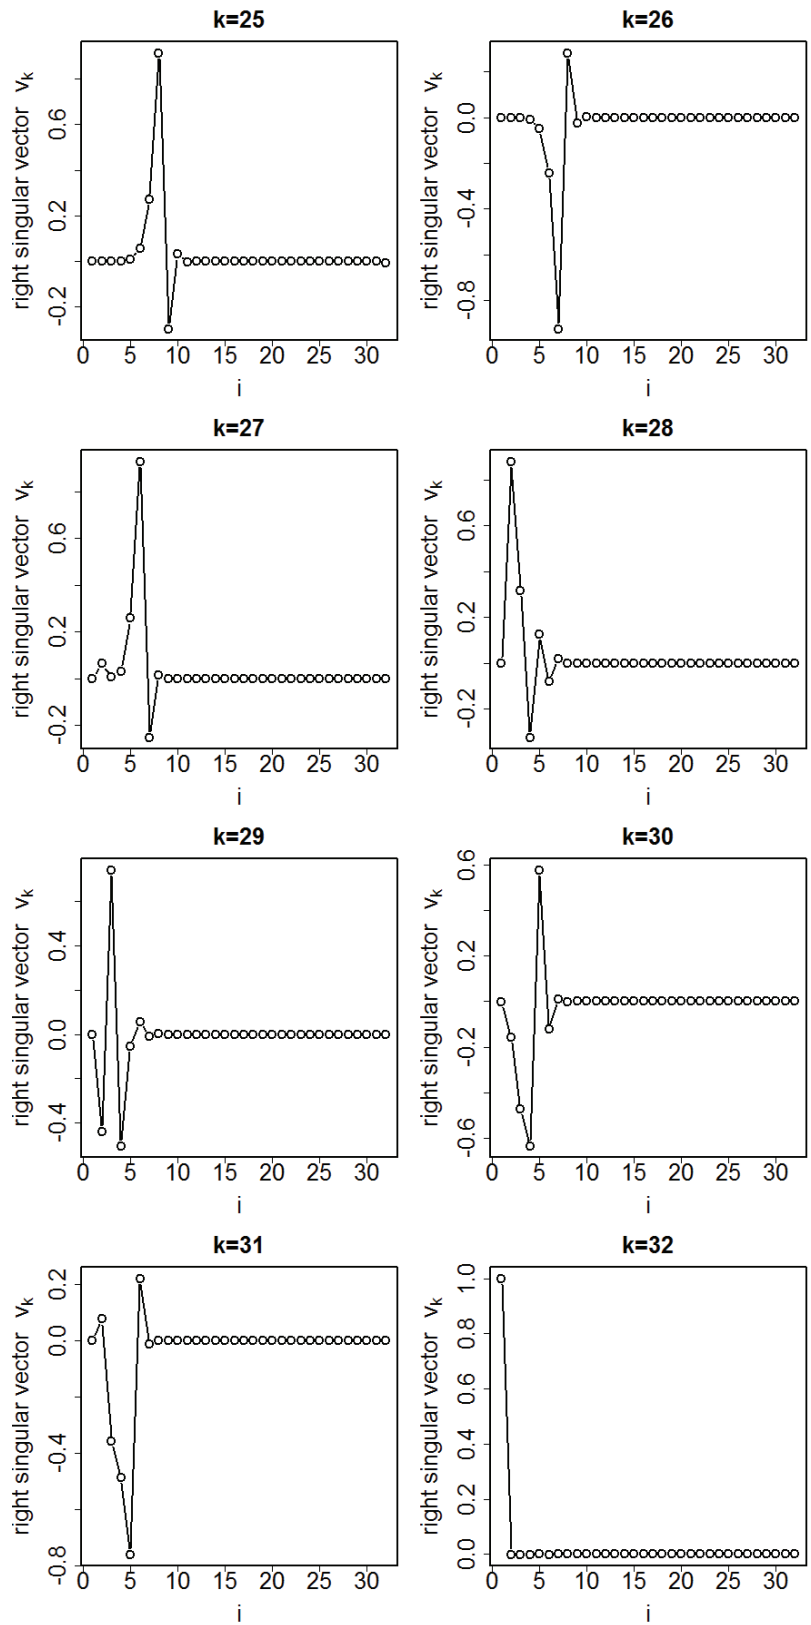 k=25
k=26
right singular vector v_k
-0.2 0.2 0.6
0 5 10 15 20 25 30
i
right singular vector v_k
-0.8 -0.4 0.0
0 5 10 15 20 25 30
i
k=27
k=28
right singular vector v_k
-0.2 0.2 0.6
0 5 10 15 20 25 30
i
right singular vector v_k
-0.2 0.2 0.6
0 5 10 15 20 25 30
i
k=29
k=30
right singular vector v_k
-0.4 0.0 0.4
0 5 10 15 20 25 30
i
right singular vector v_k
-0.6 -0.2 0.2 0.6
0 5 10 15 20 25 30
i
k=31
k=32
right singular vector v_k
-0.8 -0.4 0.0 0.2
0 5 10 15 20 25 30
i
right singular vector v_k
0.0 0.2 0.4 0.6 0.8 1.0
0 5 10 15 20 25 30
i